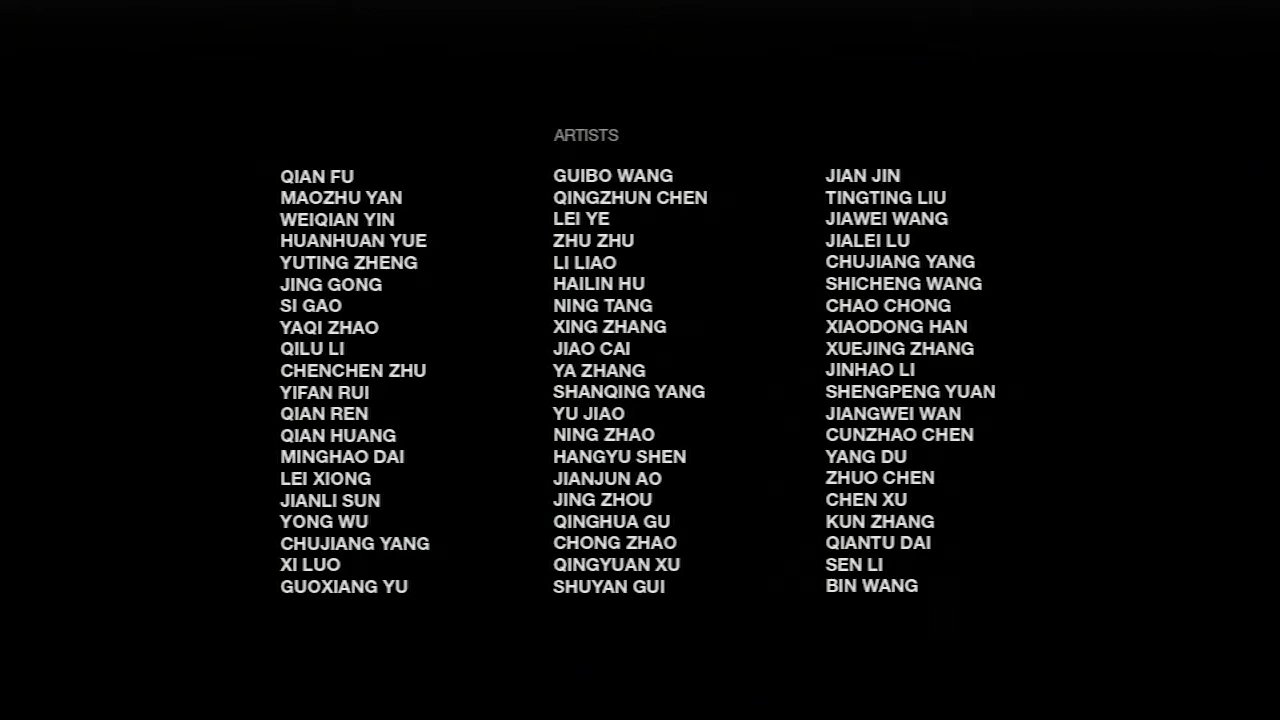 ARTISTS
QIAN FU
MAOZHU YAN
WEIQIAN YIN
HUANHUAN YUE
YUTING ZHENG
JING GONG
SI GAO
YAQI ZHAO
QILU LI
CHENCHEN ZHU
YIFAN RUI
QIAN REN
QIAN HUANG
MINGHAO DAI
LEI XIONG
JIANLI SUN
YONG WU
CHUJIANG YANG
XI LUO
GUOXIANG YU
GUIBO WANG
QINGZHUN CHEN
LEI YE
ZHU ZHU
LI LIAO
HAILIN HU
NING TANG
XING ZHANG
JIAO CAI
YA ZHANG
SHANQING YANG
YU JIAO
NING ZHAO
HANGYU SHEN
JIANJUN AO
JING ZHOU
QINGHUA GU
CHONG ZHAO
QINGYUAN XU
SHUYAN GUI
JIAN JIN
TINGTING LIU
JIAWEI WANG
JIALEI LU
CHUJIANG YANG
SHICHENG WANG
CHAO CHONG
XIAODONG HAN
XUEJING ZHANG
JINHAO LI
SHENGPENG YUAN
JIANGWEI WAN
CUNZHAO CHEN
YANG DU
ZHUO CHEN
CHEN XU
KUN ZHANG
QIANTU DAI
SEN LI
BIN WANG